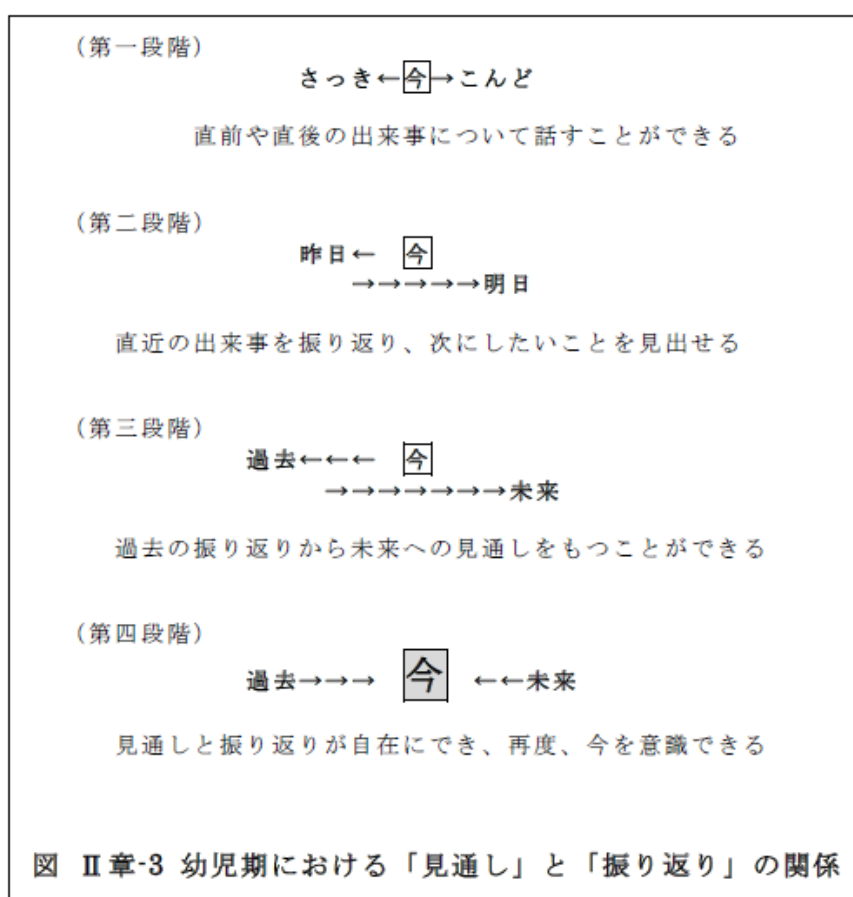 (第一段階)
さっき←今→こんど
直前や直後の出来事について話すことができる
(第二段階)
昨日← 今
→→→→→明日
直近の出来事を振り返り、次にしたいことを見出せる
(第三段階)
過去←←← 今
→→→→→→→未来
過去の振り返りから未来への見通しをもつことができる
(第四段階)
過去→→→ 今 ←←未来
見通しと振り返りが自在にでき、再度、今を意識できる
図 Ⅱ章-3 幼児期における「見通し」と「振り返り」の関係